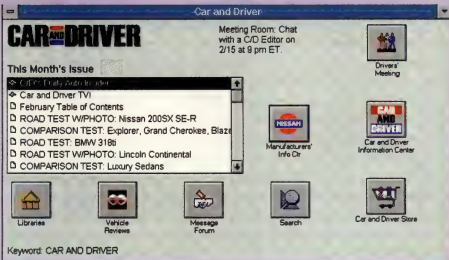 Car and Driver
CAR AND DRIVER
Meeting Room: Chat
with a C/D Editor on
2/15 at 9 pm ET.
Drivers'
Meeting
This Month's Issue
C/D's Daily Auto Insider
Car and Driver TV!
February Table of Contents
ROAD TEST W/PHOTO: Nissan 200SX SE-R
COMPARISON TEST: Explorer, Grand Cherokee, Blaze
ROAD TEST: BMW 318ti
ROAD TEST W/PHOTO: Lincoln Continental
COMPARISON TEST: Luxury Sedans
NISSAN
Manufacturers'
Info Ctr
CAR AND
DRIVER
Car and Driver
Information Center
Libraries
Vehicle
Reviews
Message
Forum
Search
Car and Driver Store
Keyword: CAR AND DRIVER